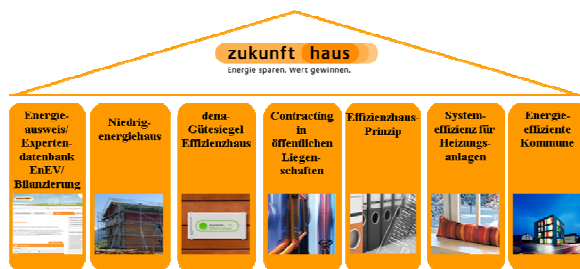 zukunft haus
Energie sparen. Wert gewinnen.
Energie-
ausweis/
Experten-
datenbank
EnEV/
Bilanzierung
Niedrig-
energiehaus
dena-
Gütesiegel
Effizienzhaus
Contracting
in
öffentlichen
Liegen-
schaften
Effizienzhaus-
Prinzip
System-
effizienz für
Heizungs-
anlagen
Energie-
effiziente
Kommune